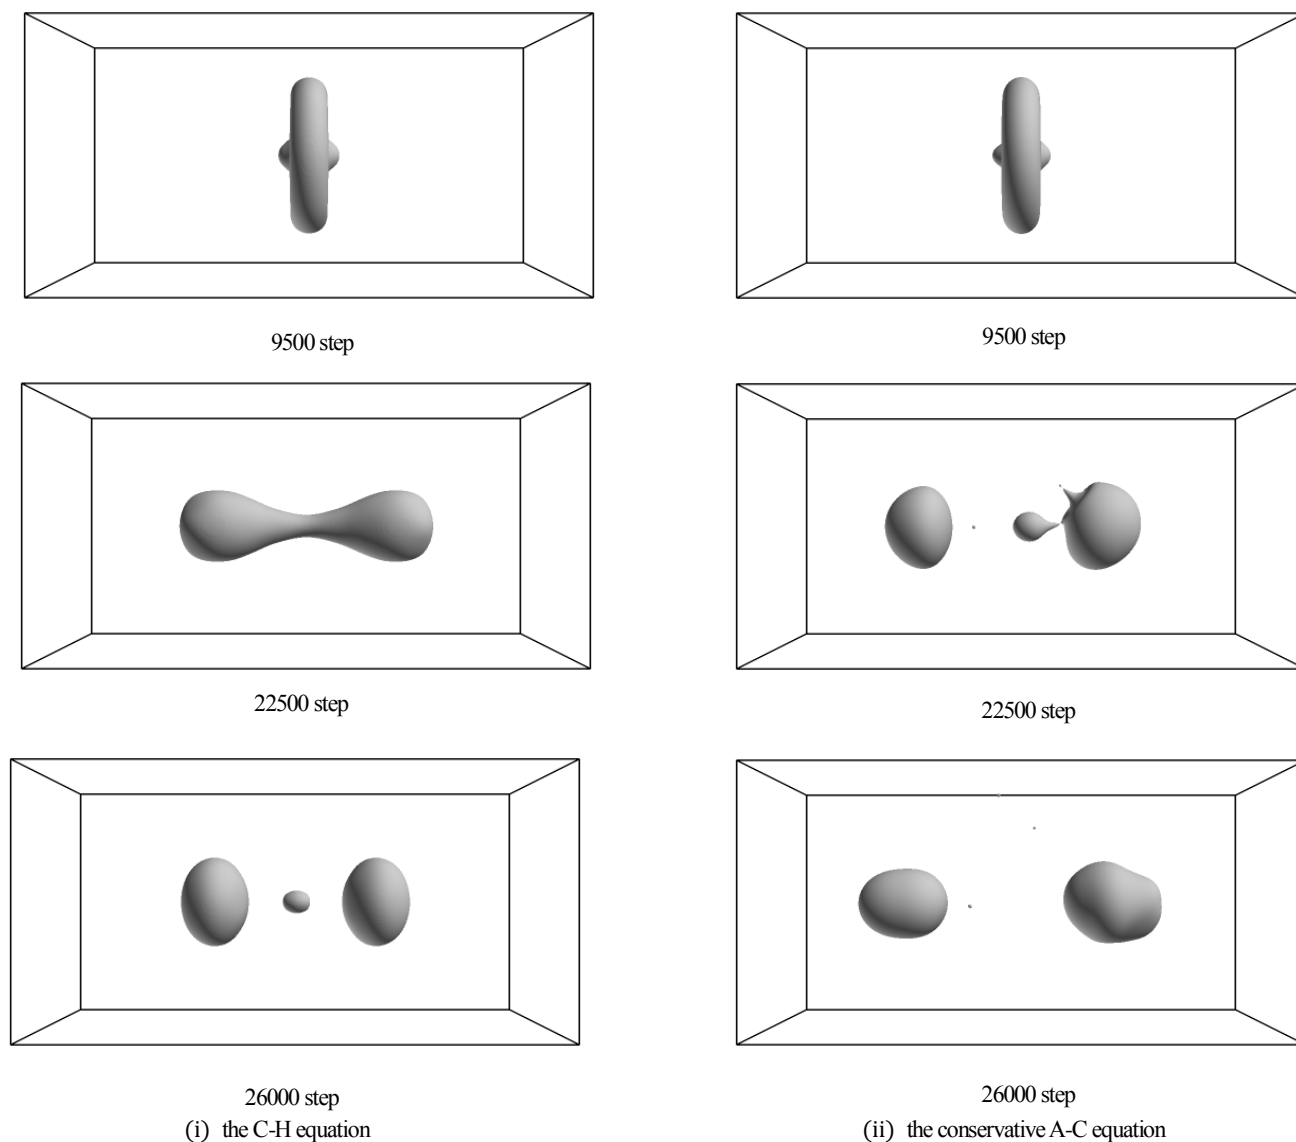 9500 step
9500 step
22500 step
22500 step
26000 step
26000 step
(i) the C-H equation
(ii) the conservative A-C equation